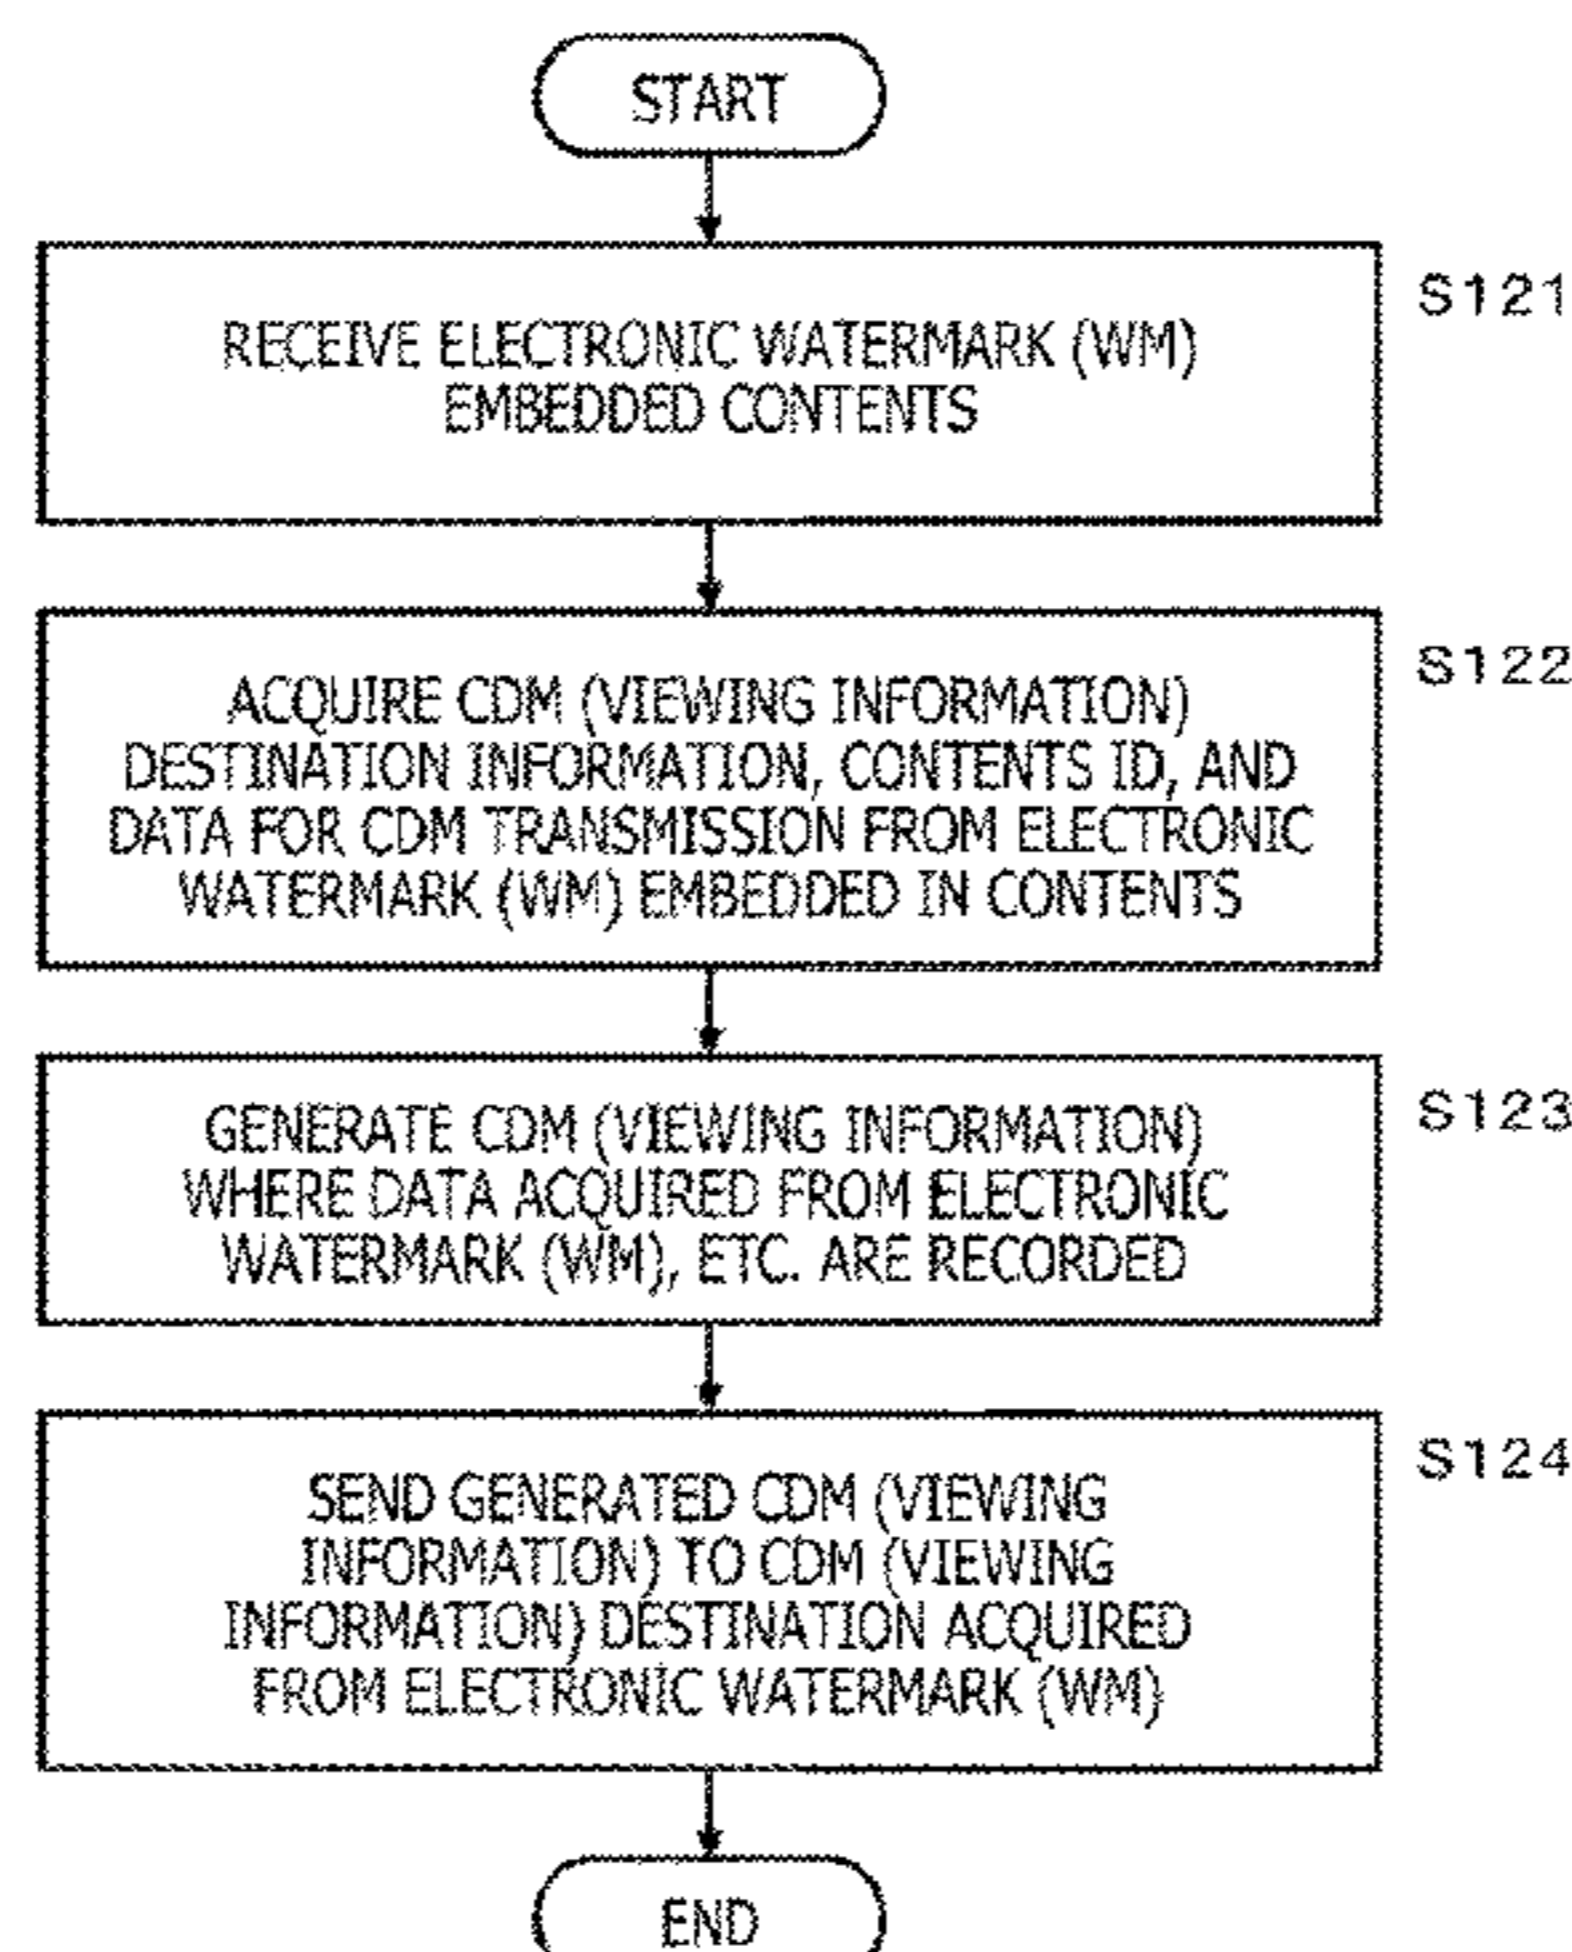 START
S121
RECEIVE ELECTRONIC WATERMARK (WM)
EMBEDDED CONTENTS
S122
ACQUIRE CDM (VIEWING INFORMATION)
DESTINATION INFORMATION, CONTENTS ID, AND
DATA FOR CDM TRANSMISSION FROM ELECTRONIC
WATERMARK (WM) EMBEDDED IN CONTENTS
S123
GENERATE CDM (VIEWING INFORMATION)
WHERE DATA ACQUIRED FROM ELECTRONIC
WATERMARK (WM), ETC. ARE RECORDED
S124
SEND GENERATED CDM (VIEWING
INFORMATION) TO CDM (VIEWING
INFORMATION) DESTINATION ACQUIRED
FROM ELECTRONIC WATERMARK (WM)
END